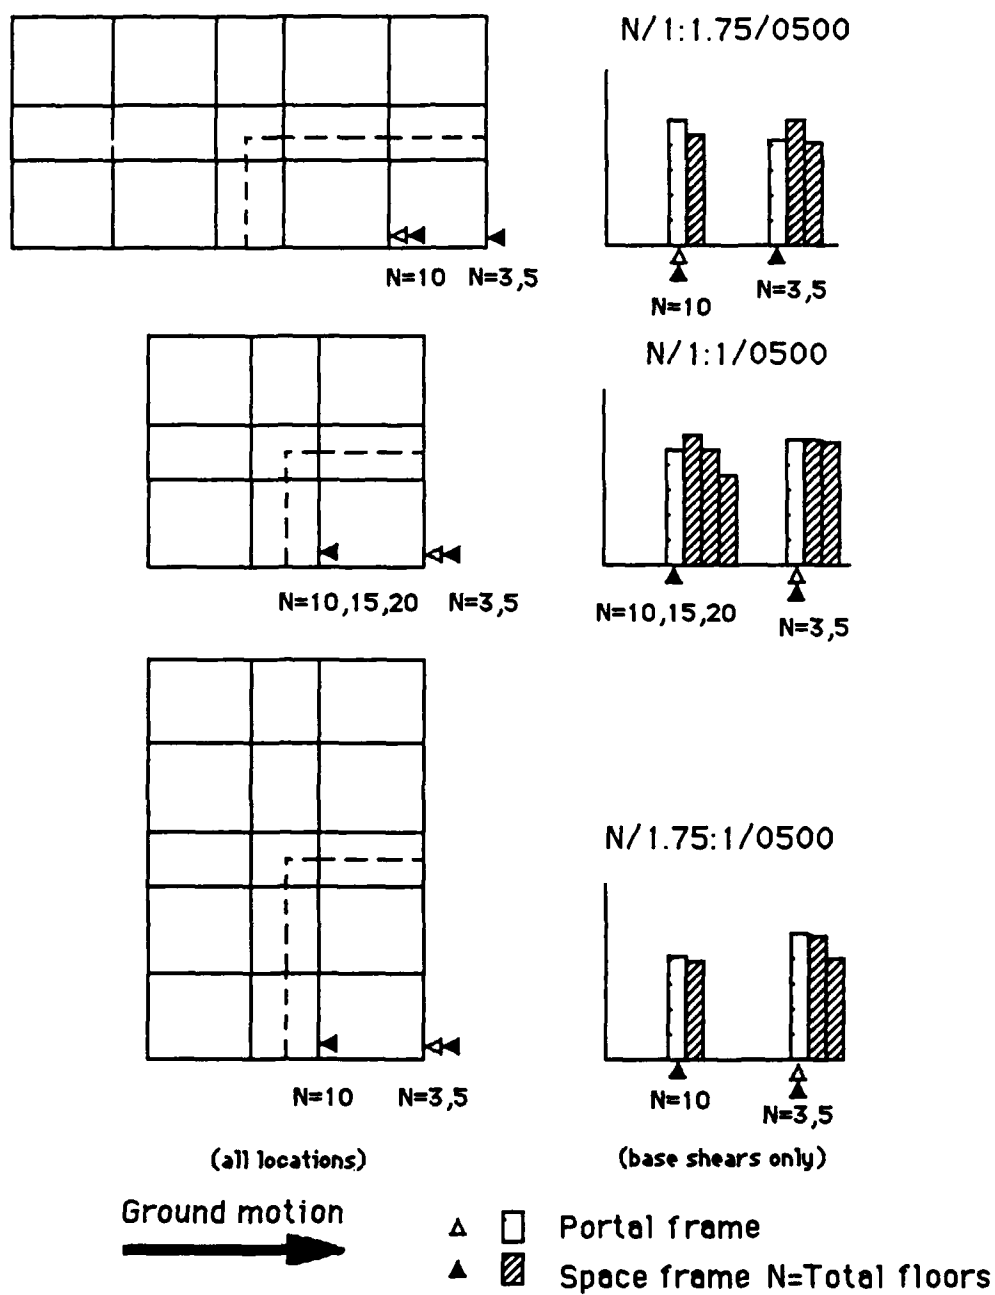 N/1:1.75/0500
N=10 N=3,5
N=10
N=3,5
N/1:1/0500
N=10,15,20 N=3,5
N=10,15,20
N=3,5
N/1.75:1/0500
N=10 N=3,5
N=10
N=3,5
(all locations)
(base shears only)
Ground motion
Portal frame
Space frame N=Total floors